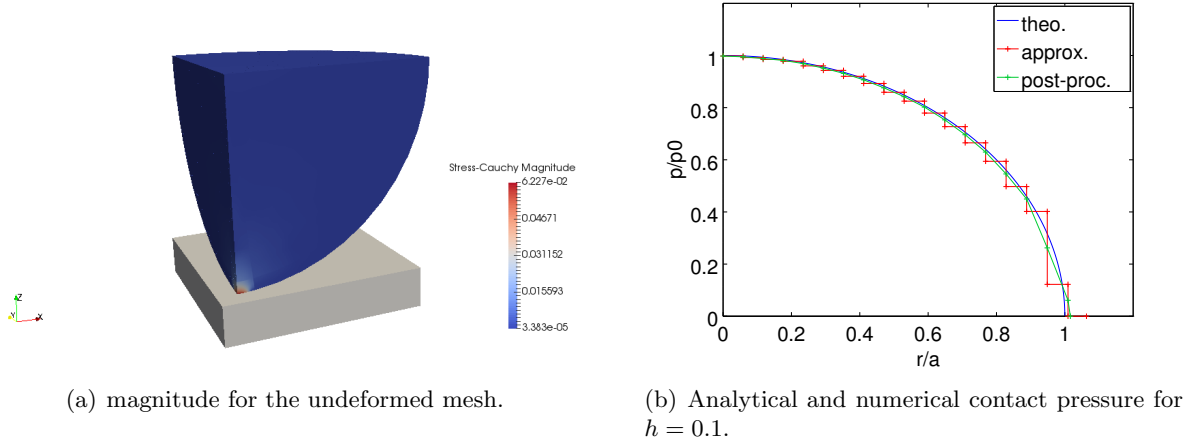 Stress-Cauchy Magnitude
6.227e-02
0.04671
0.031152
0.015593
3.383e-05
Z
Y
X
theo.
approx.
post-proc.
p/p0
1
0.8
0.6
0.4
0.2
0
0 0.2 0.4 0.6 0.8 1
r/a
(a) magnitude for the undeformed mesh.
(b) Analytical and numerical contact pressure for
h = 0.1.